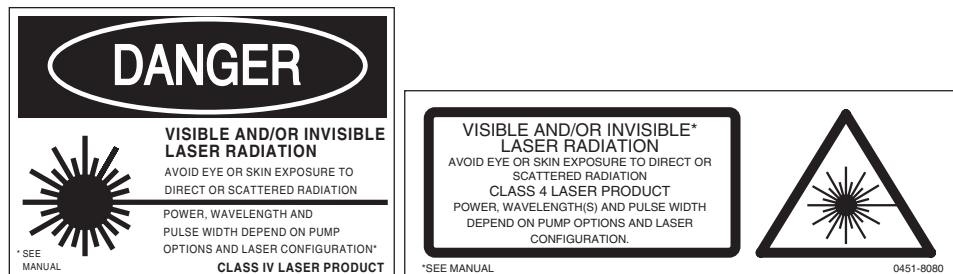 DANGER
VISIBLE AND/OR INVISIBLE
LASER RADIATION
AVOID EYE OR SKIN EXPOSURE TO
DIRECT OR SCATTERED RADIATION
POWER, WAVELENGTH AND
PULSE WIDTH DEPEND ON PUMP
OPTIONS AND LASER CONFIGURATION*
* SEE
MANUAL
CLASS IV LASER PRODUCT
VISIBLE AND/OR INVISIBLE*
LASER RADIATION
AVOID EYE OR SKIN EXPOSURE TO DIRECT OR
SCATTERED RADIATION
CLASS 4 LASER PRODUCT
POWER, WAVELENGTH(S) AND PULSE WIDTH
DEPEND ON PUMP OPTIONS AND LASER
CONFIGURATION.
*SEE MANUAL
0451-8080